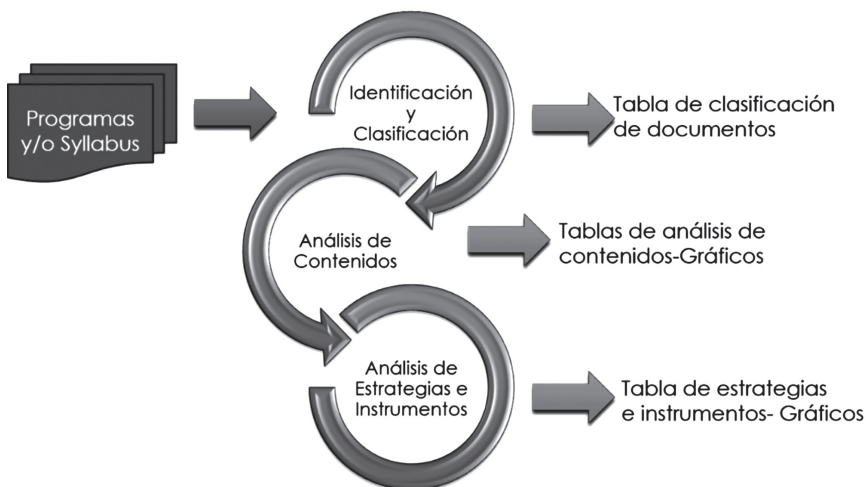 Programas
y/o Syllabus
Identificación
y
Clasificación
Tabla de clasificación
de documentos
Análisis de
Contenidos
Tablas de análisis de
contenidos-Gráficos
Análisis de
Estrategias e
Instrumentos
Tabla de estrategias
e instrumentos- Gráficos